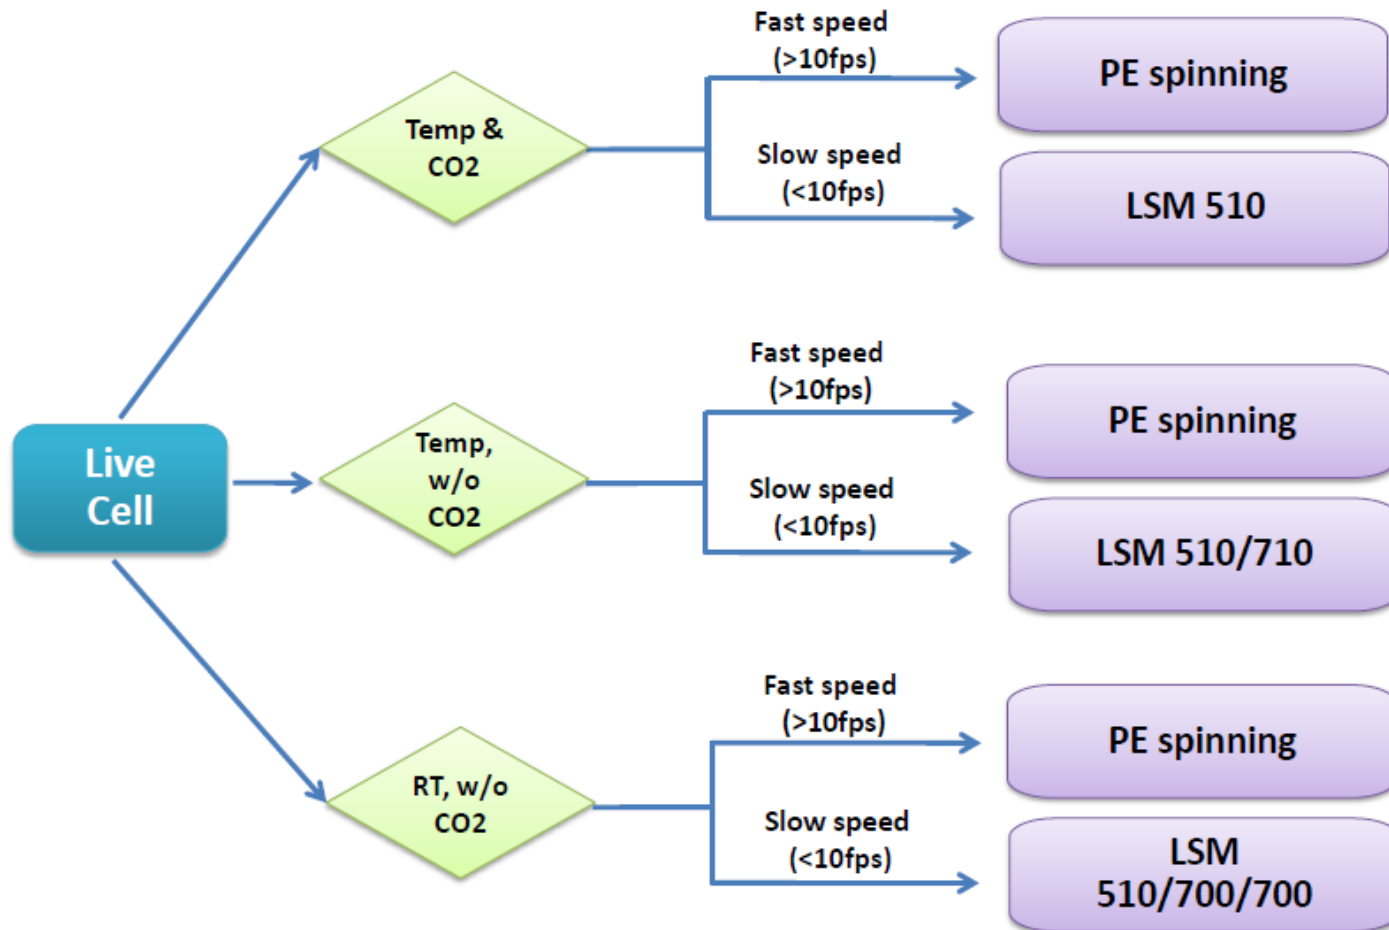 Fast speed
(>10fps)
PE spinning
Temp &
CO2
Slow speed
(<10fps)
LSM 510
Fast speed
(>10fps)
PE spinning
Live
Cell
Temp,
w/o
CO2
Slow speed
(<10fps)
LSM 510/710
Fast speed
(>10fps)
PE spinning
RT, w/o
CO2
Slow speed
(<10fps)
LSM
510/700/700